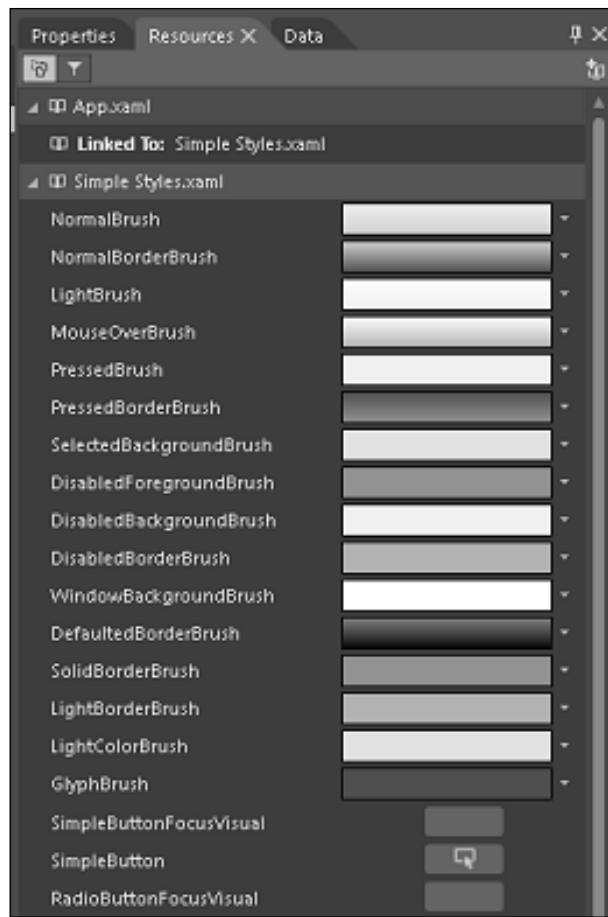 Properties Resources X Data
App.xaml
Linked To: Simple Styles.xaml
Simple Styles.xaml
NormalBrush
NormalBorderBrush
LightBrush
MouseOverBrush
PressedBrush
PressedBorderBrush
SelectedBackgroundBrush
DisabledForegroundBrush
DisabledBackgroundBrush
DisabledBorderBrush
WindowBackgroundBrush
DefaultedBorderBrush
SolidBorderBrush
LightBorderBrush
LightColorBrush
GlyphBrush
SimpleButtonFocusVisual
SimpleButton
RadioButtonFocusVisual